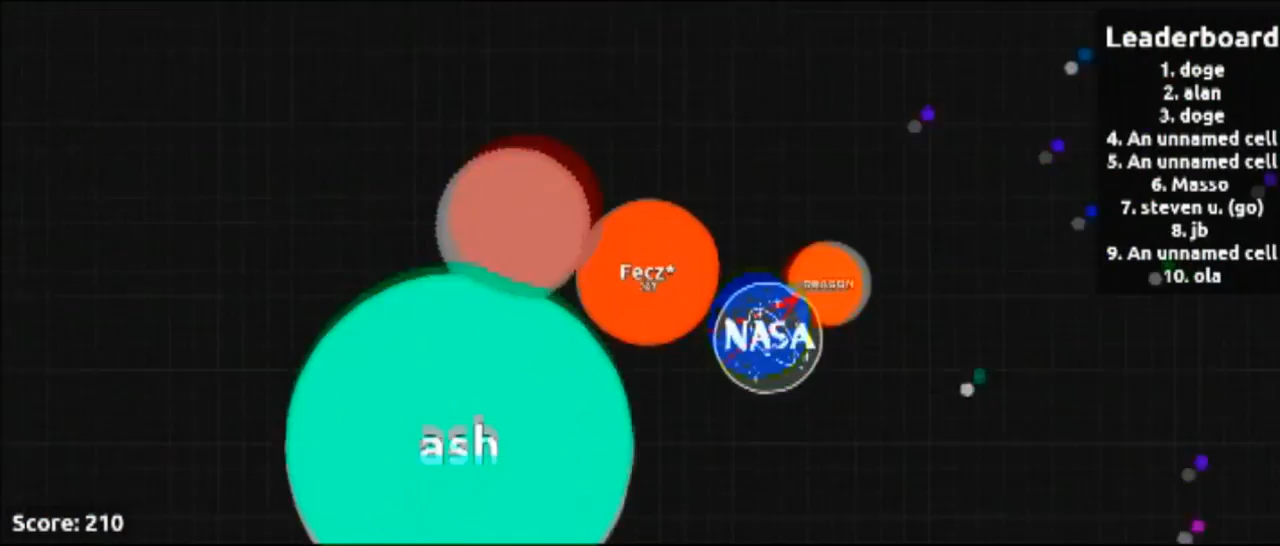 Leaderboard
1. doge
2. alan
3. doge
4. An unnamed cell
5. An unnamed cell
6. Masso
7. steven u. (go)
8. jb
9. An unnamed cell
10. ola
Fecz*
DRAGON
NASA
ash
Score: 210